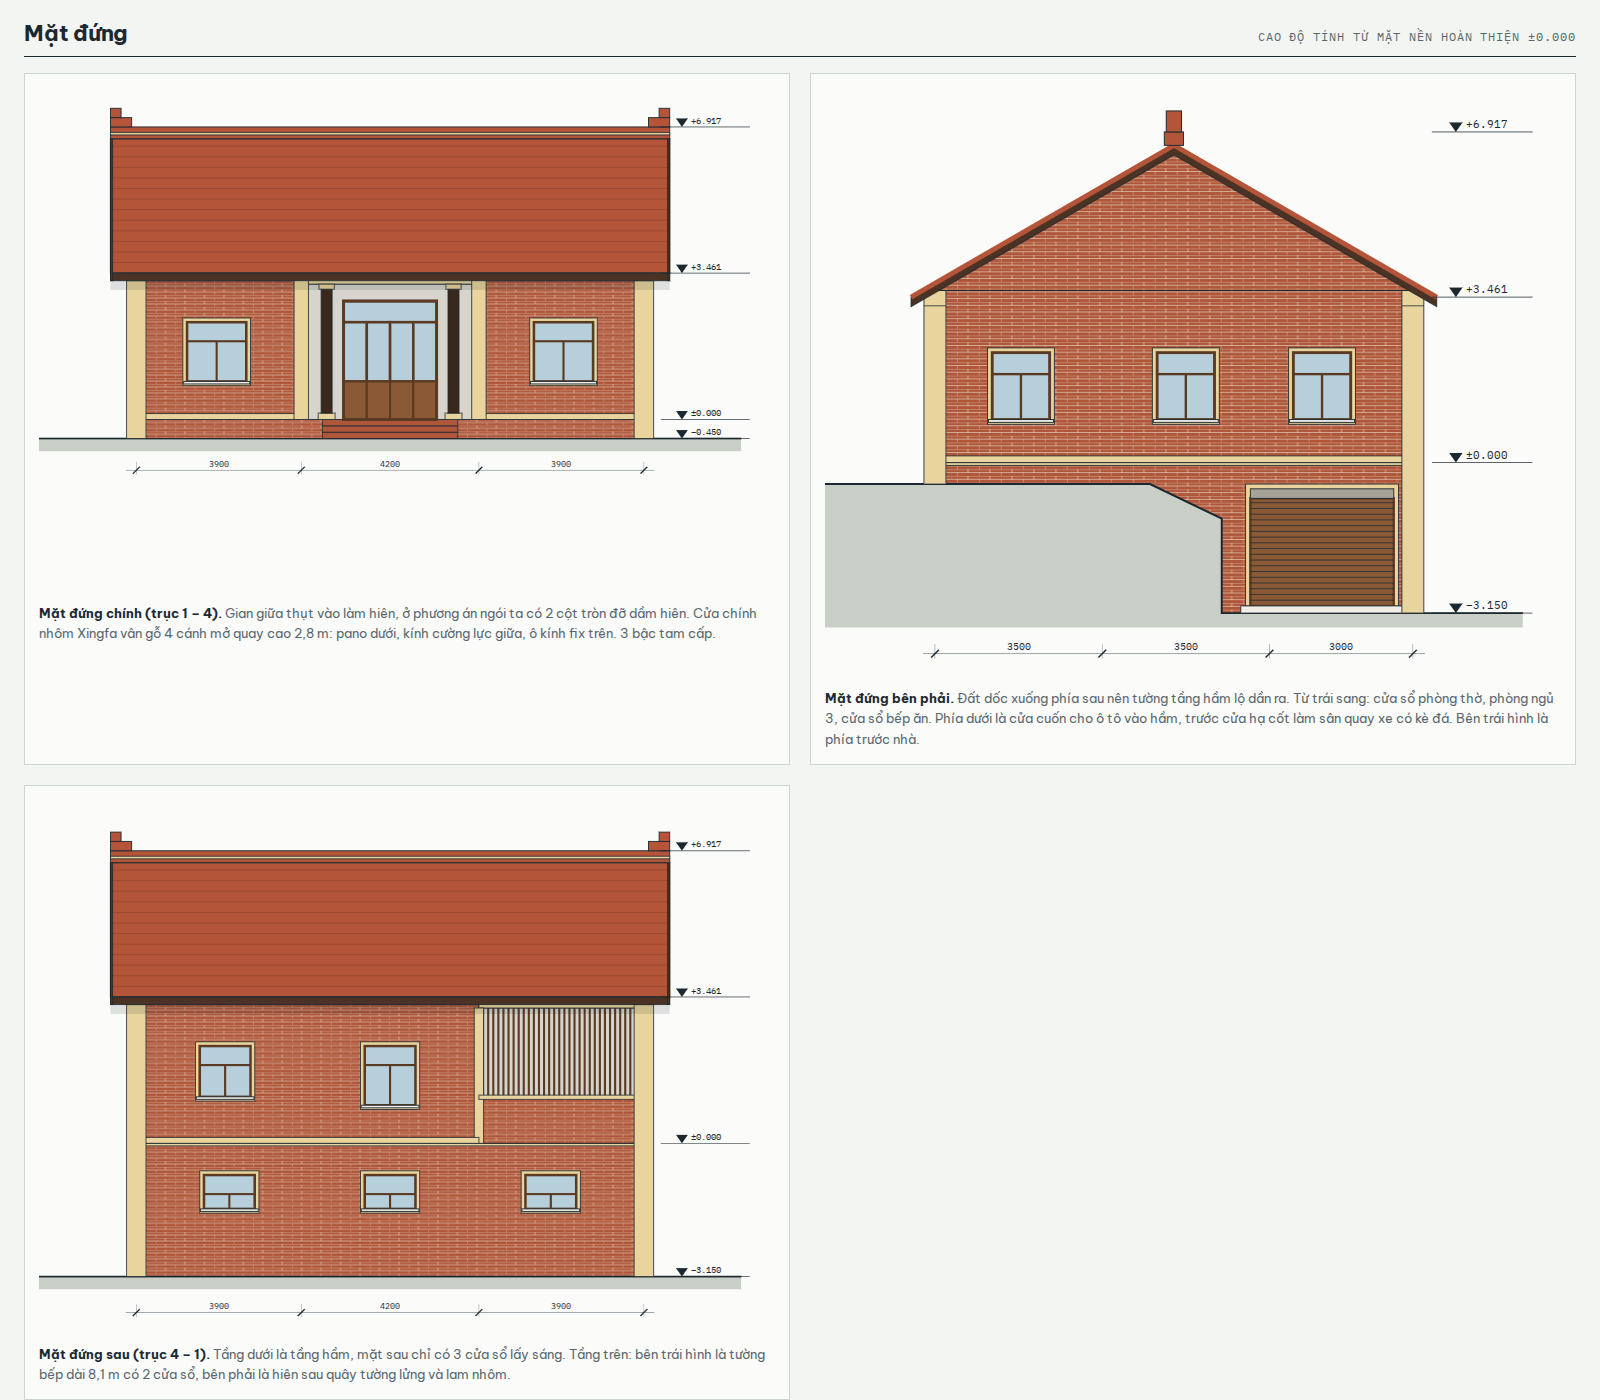 Mặt đứng
CAO ĐỘ TÍNH TỪ MẶT NỀN HOÀN THIỆN ±0.000
+6.917
+3.461
±0.000
−0.450
3900 4200 3900
Mặt đứng chính (trục 1 – 4). Gian giữa thụt vào làm hiên, ở phương án ngói ta có 2 cột tròn đỡ dầm hiên. Cửa chính
nhôm Xingfa vân gỗ 4 cánh mở quay cao 2,8 m: pano dưới, kính cường lực giữa, ô kính fix trên. 3 bậc tam cấp.
+6.917
+3.461
±0.000
−3.150
3500 3500 3000
Mặt đứng bên phải. Đất dốc xuống phía sau nên tường tầng hầm lộ dần ra. Từ trái sang: cửa sổ phòng thờ, phòng ngủ
3, cửa sổ bếp ăn. Phía dưới là cửa cuốn cho ô tô vào hầm, trước cửa hạ cốt làm sân quay xe có kè đá. Bên trái hình là
phía trước nhà.
+6.917
+3.461
±0.000
−3.150
3900 4200 3900
Mặt đứng sau (trục 4 – 1). Tầng dưới là tầng hầm, mặt sau chỉ có 3 cửa sổ lấy sáng. Tầng trên: bên trái hình là tường
bếp dài 8,1 m có 2 cửa sổ, bên phải là hiên sau quây tường lửng và lam nhôm.